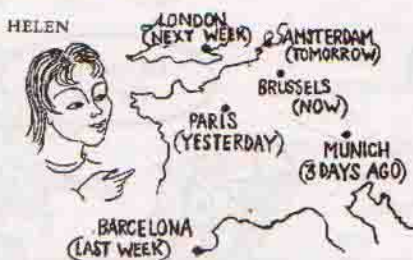 HELEN
LONDON
(NEXT WEEK)
AMSTERDAM
(TOMORROW)
BRUSSELS
(NOW)
PARIS
(YESTERDAY)
MUNICH
(3 DAYS AGO)
BARCELONA
(LAST WEEK)